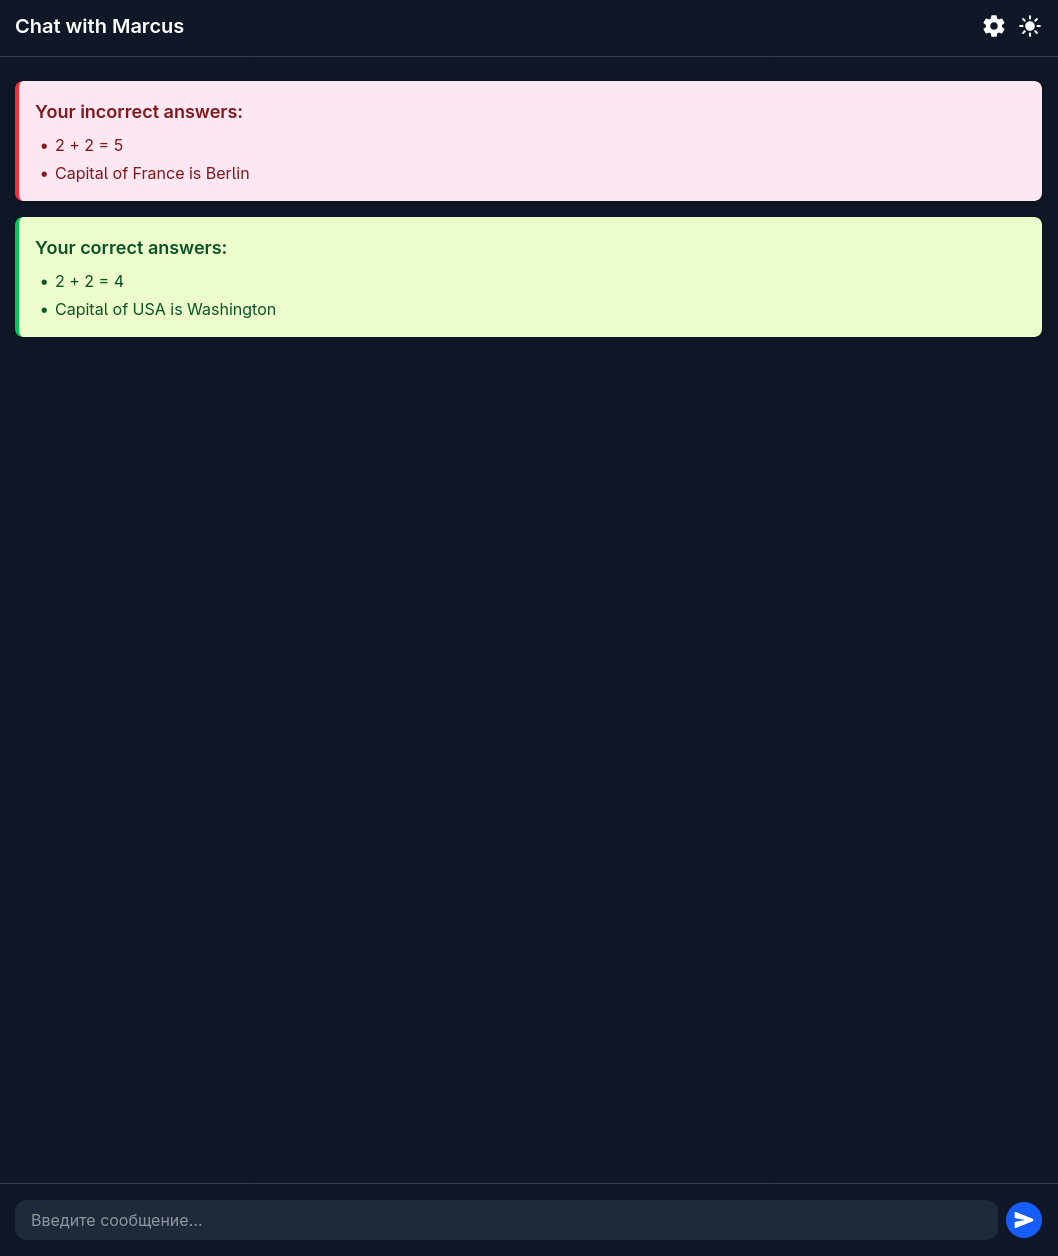 Chat with Marcus
Your incorrect answers:
• 2 + 2 = 5
• Capital of France is Berlin
Your correct answers:
• 2 + 2 = 4
• Capital of USA is Washington
Введите сообщение...